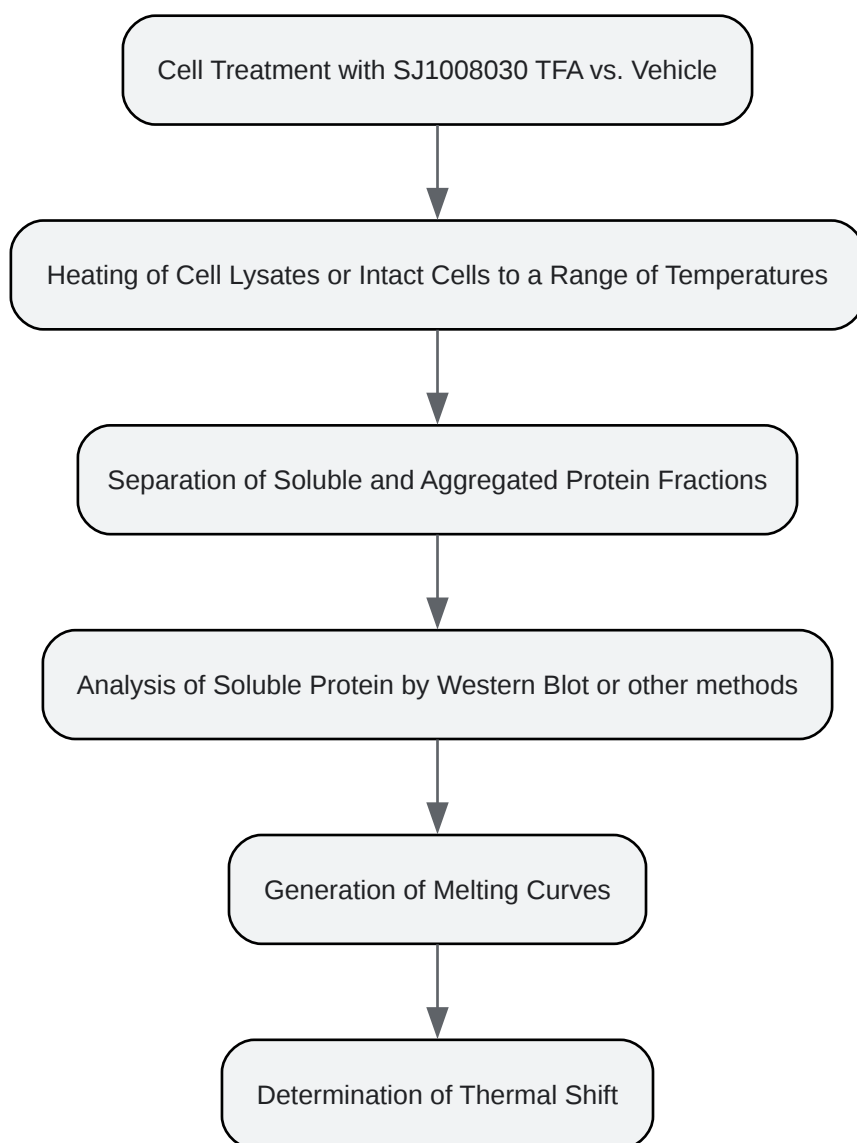 Cell Treatment with SJ1008030 TFA vs. Vehicle
Heating of Cell Lysates or Intact Cells to a Range of Temperatures
Separation of Soluble and Aggregated Protein Fractions
Analysis of Soluble Protein by Western Blot or other methods
Generation of Melting Curves
Determination of Thermal Shift